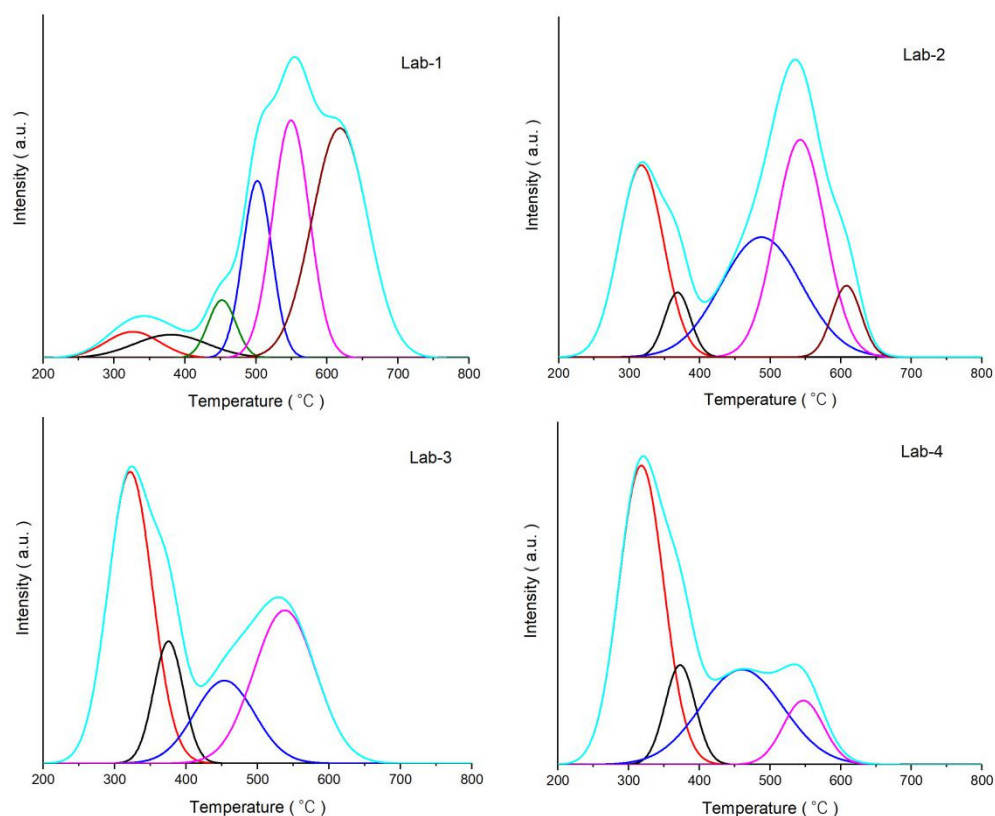 Lab-1
Intensity ( a.u. )
200 300 400 500 600 700 800
Temperature ( °C )
Lab-2
Intensity ( a.u. )
200 300 400 500 600 700 800
Temperature ( °C )
Lab-3
Intensity ( a.u. )
200 300 400 500 600 700 800
Temperature ( °C )
Lab-4
Intensity ( a.u. )
200 300 400 500 600 700 800
Temperature ( °C )